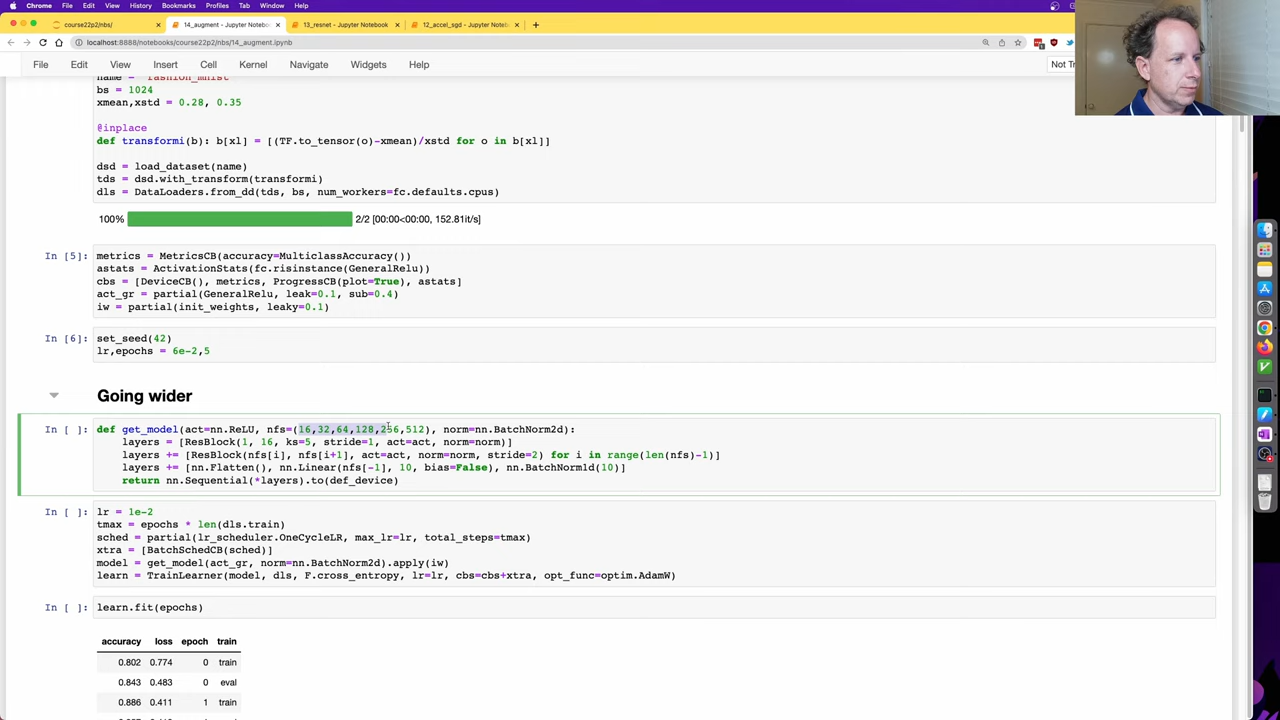 Chrome File Edit View History Bookmarks Profiles Tab Window Help
course22p2/nbs/
14_augment - Jupyter Noteboo
13_resnet - Jupyter Notebook
12_accel_sgd - Jupyter Notebo
localhost:8888/notebooks/course22p2/nbs/14_augment.ipynb
File Edit View Insert Cell Kernel Navigate Widgets Help
Not Tr
name = "fashion_mnist"
bs = 1024
xmean,xstd = 0.28, 0.35
@inplace
def transformi(b): b[xl] = [(TF.to_tensor(o)-xmean)/xstd for o in b[xl]]
dsd = load_dataset(name)
tds = dsd.with_transform(transformi)
dls = DataLoaders.from_dd(tds, bs, num_workers=fc.defaults.cpus)
100% 2/2 [00:00<00:00, 152.81it/s]
In [5]: metrics = MetricsCB(accuracy=MulticlassAccuracy())
astats = ActivationStats(fc.risinstance(GeneralRelu))
cbs = [DeviceCB(), metrics, ProgressCB(plot=True), astats]
act_gr = partial(GeneralRelu, leak=0.1, sub=0.4)
iw = partial(init_weights, leaky=0.1)
In [6]: set_seed(42)
lr,epochs = 6e-2,5
Going wider
In [ ]: def get_model(act=nn.ReLU, nfs=(16,32,64,128,256,512), norm=nn.BatchNorm2d):
layers = [ResBlock(1, 16, ks=5, stride=1, act=act, norm=norm)]
layers += [ResBlock(nfs[i], nfs[i+1], act=act, norm=norm, stride=2) for i in range(len(nfs)-1)]
layers += [nn.Flatten(), nn.Linear(nfs[-1], 10, bias=False), nn.BatchNorm1d(10)]
return nn.Sequential(*layers).to(def_device)
In [ ]: lr = 1e-2
tmax = epochs * len(dls.train)
sched = partial(lr_scheduler.OneCycleLR, max_lr=lr, total_steps=tmax)
xtra = [BatchSchedCB(sched)]
model = get_model(act_gr, norm=nn.BatchNorm2d).apply(iw)
learn = TrainLearner(model, dls, F.cross_entropy, lr=lr, cbs=cbs+xtra, opt_func=optim.AdamW)
In [ ]: learn.fit(epochs)
accuracy loss epoch train
0.802 0.774 0 train
0.843 0.483 0 eval
0.886 0.411 1 train